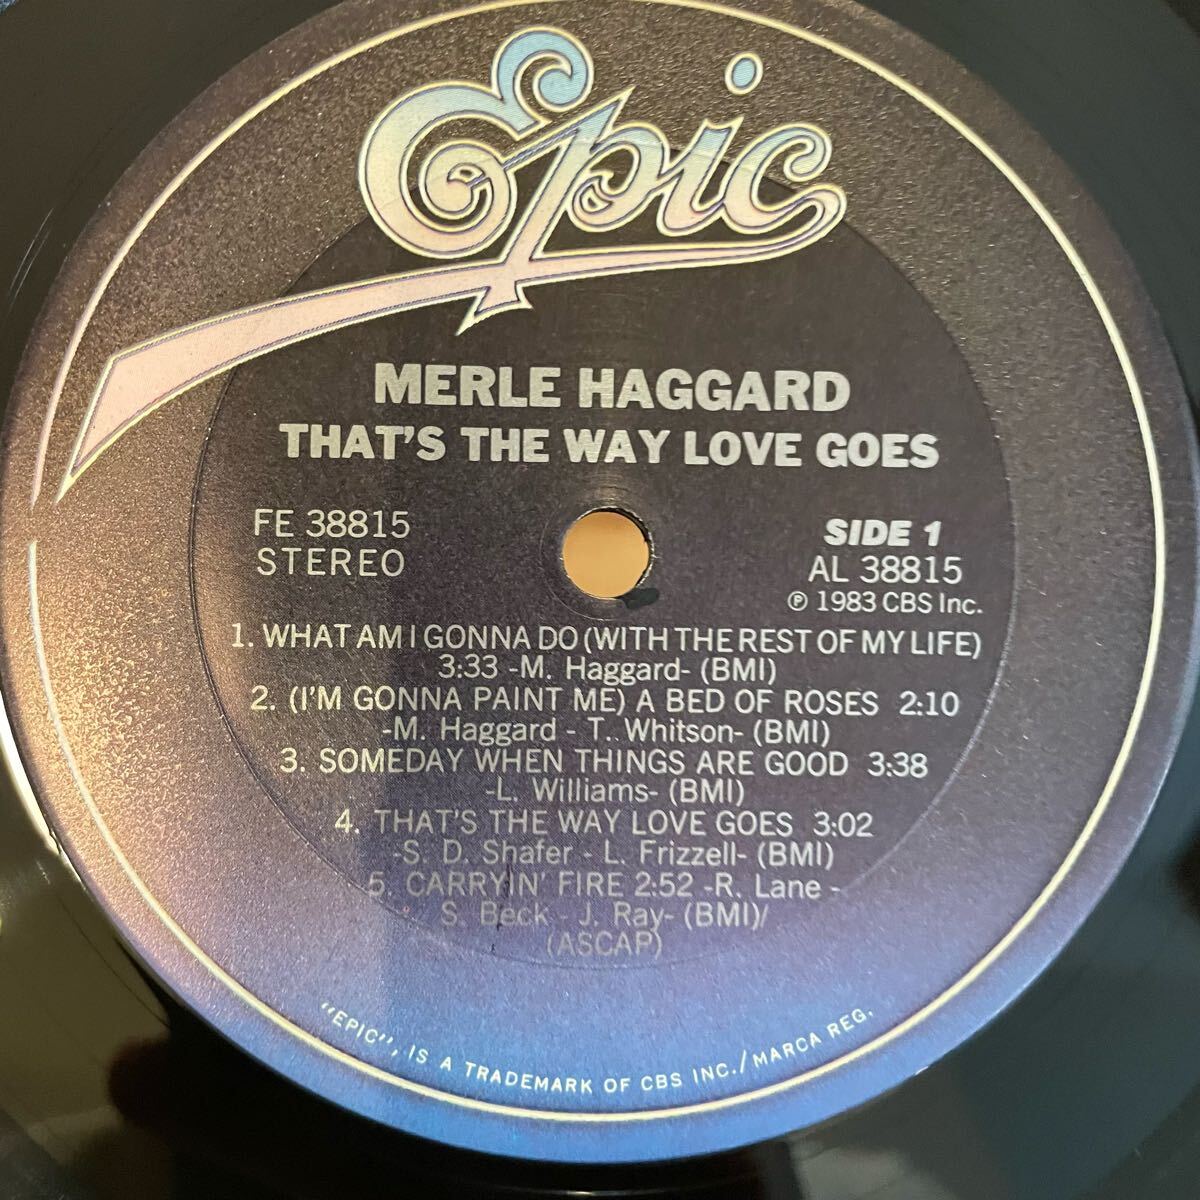 Epic
MERLE HAGGARD
THAT'S THE WAY LOVE GOES
FE 38815
STEREO
SIDE 1
AL 38815
℗ 1983 CBS Inc.
1. WHAT AM I GONNA DO (WITH THE REST OF MY LIFE)
3:33 -M. Haggard- (BMI)
2. (I'M GONNA PAINT ME) A BED OF ROSES 2:10
-M. Haggard - T. Whitson- (BMI)
3. SOMEDAY WHEN THINGS ARE GOOD 3:38
-L. Williams- (BMI)
4. THAT'S THE WAY LOVE GOES 3:02
-S. D. Shafer - L. Frizzell- (BMI)
5. CARRYIN' FIRE 2:52 -R. Lane -
S. Beck - J. Ray- (BMI)/
(ASCAP)
"EPIC", IS A TRADEMARK OF CBS INC./MARCA REG.